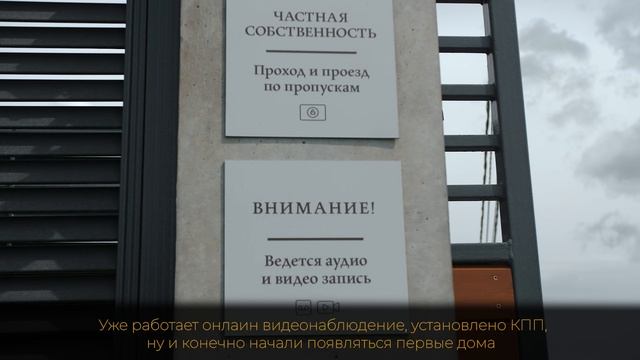 ЧАСТНАЯ
СОБСТВЕННОСТЬ
Проход и проезд
по пропускам
ВНИМАНИЕ!
Ведется аудио
и видео запись
Уже работает онлаин видеонаблюдение, установлено КПП,
ну и конечно начали появляться первые дома